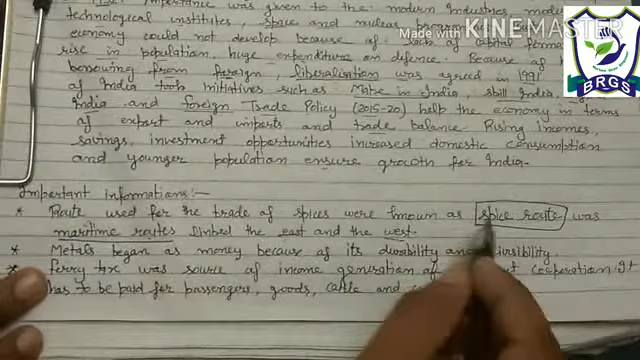 importance was given to the modern industries,
technological institutes, space and nuclear
economy could not develop because of lack of capital
rise in population, huge expenditure on defence. Because of
borrowing from foreign, liberalisation was agreed in 1991
of India took initiatives such as Make in India, skill India,
India and foreign Trade Policy (2015-20) help the economy in terms
of export and imports and trade balance. Rising incomes,
savings, investment opportunities increased domestic consumption
and younger population ensure growth for India.
Important informations:-
* Route used for the trade of spices were known as spice route was
maritime routes linked the east and the west.
* Metals began as money because of its durability and
* Ferry tax was source of income generation of
has to be paid for passengers, goods, cattle and
Made with KINEMASTER
BRGS